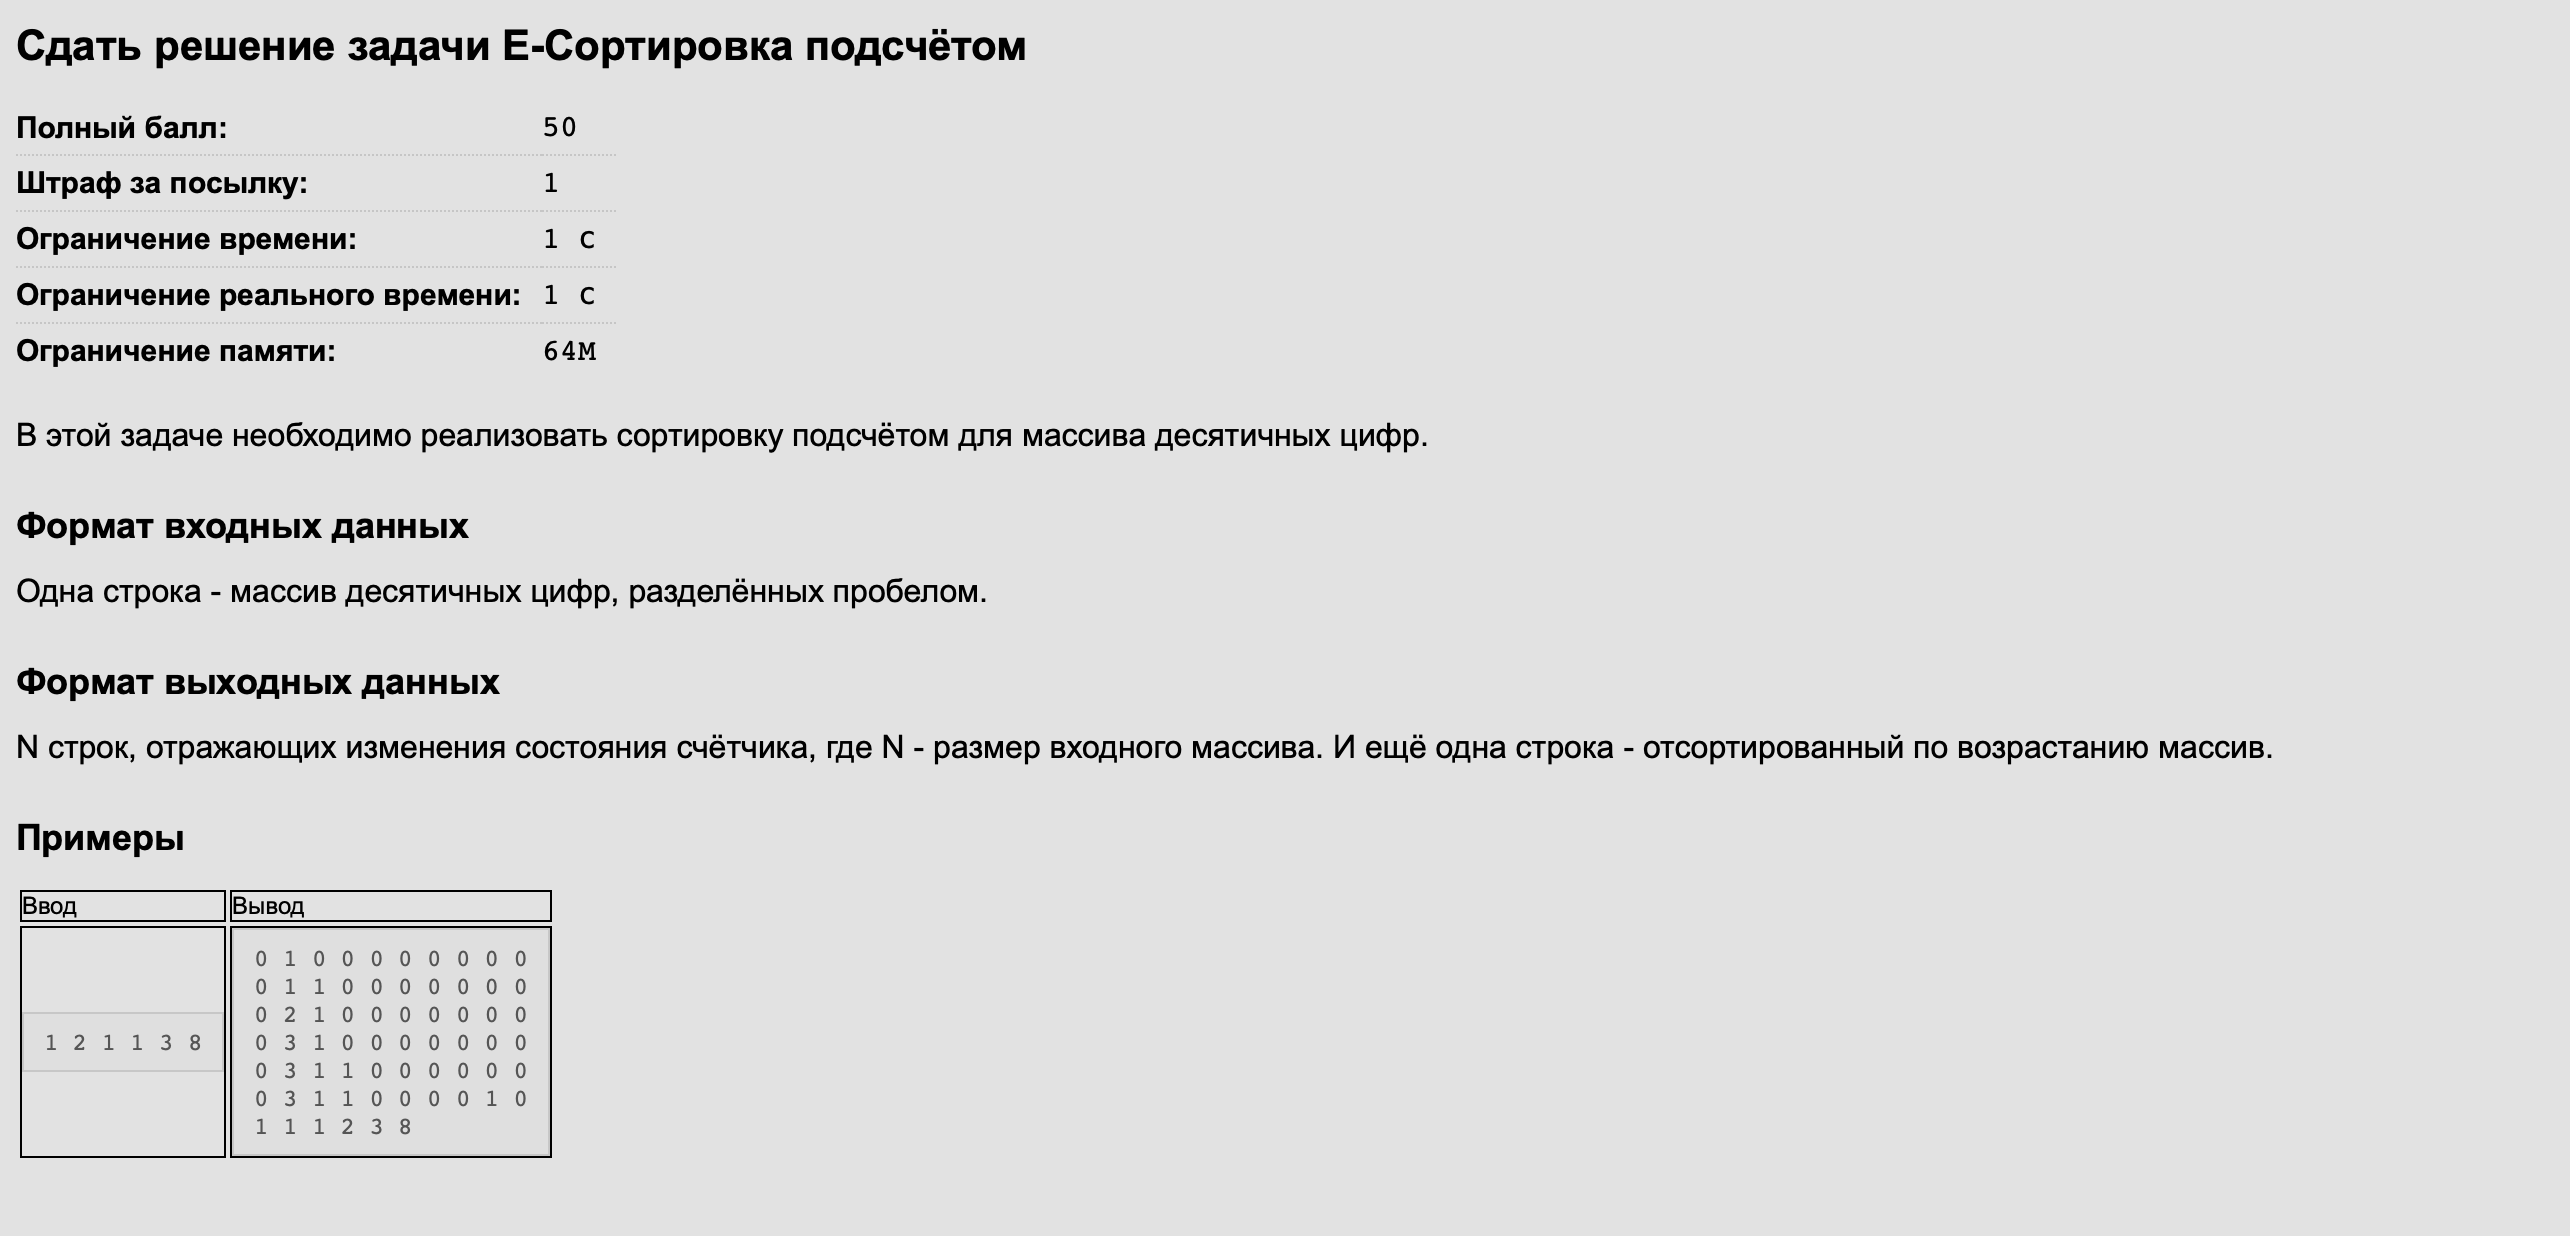 Сдать решение задачи E-Сортировка подсчётом
Полный балл: 50
Штраф за посылку: 1
Ограничение времени: 1 с
Ограничение реального времени: 1 с
Ограничение памяти: 64M
В этой задаче необходимо реализовать сортировку подсчётом для массива десятичных цифр.
Формат входных данных
Одна строка - массив десятичных цифр, разделённых пробелом.
Формат выходных данных
N строк, отражающих изменения состояния счётчика, где N - размер входного массива. И ещё одна строка - отсортированный по возрастанию массив.
Примеры
Ввод Вывод
1 2 1 1 3 8
0 1 0 0 0 0 0 0 0 0
0 1 1 0 0 0 0 0 0 0
0 2 1 0 0 0 0 0 0 0
0 3 1 0 0 0 0 0 0 0
0 3 1 1 0 0 0 0 0 0
0 3 1 1 0 0 0 0 1 0
1 1 1 2 3 8